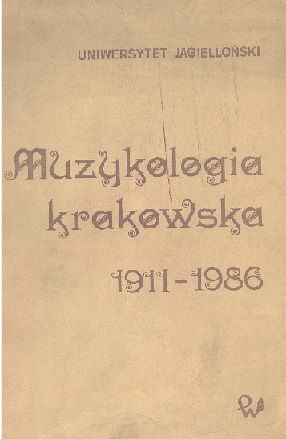 UNIWERSYTET JAGIELLOŃSKI
Muzykologia
krakowska
1911-1986